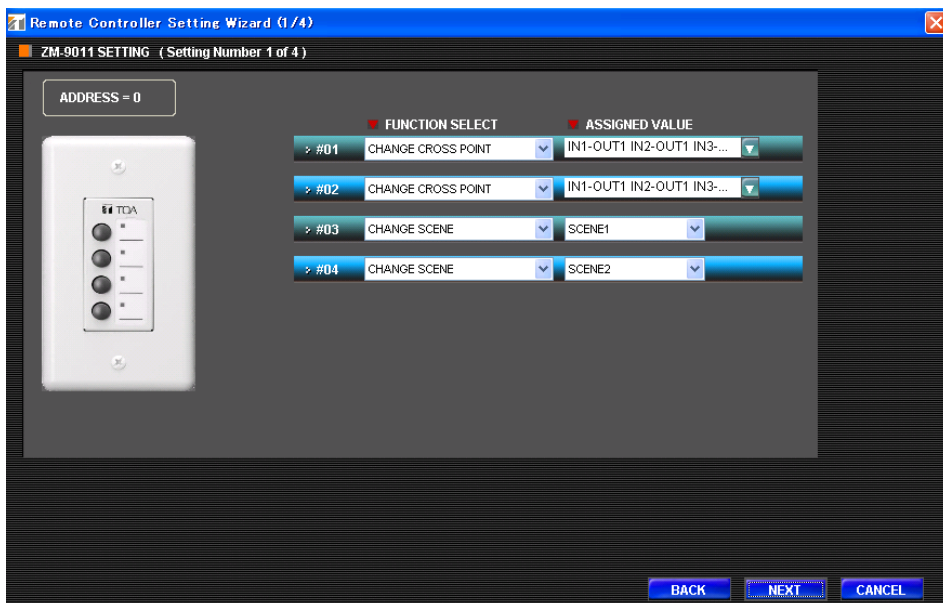 Remote Controller Setting Wizard (1/4)
ZM-9011 SETTING ( Setting Number 1 of 4 )
ADDRESS = 0
FUNCTION SELECT ASSIGNED VALUE
#01 CHANGE CROSS POINT IN1-OUT1 IN2-OUT1 IN3-...
#02 CHANGE CROSS POINT IN1-OUT1 IN2-OUT1 IN3-...
TOA
#03 CHANGE SCENE SCENE1
#04 CHANGE SCENE SCENE2
BACK NEXT CANCEL